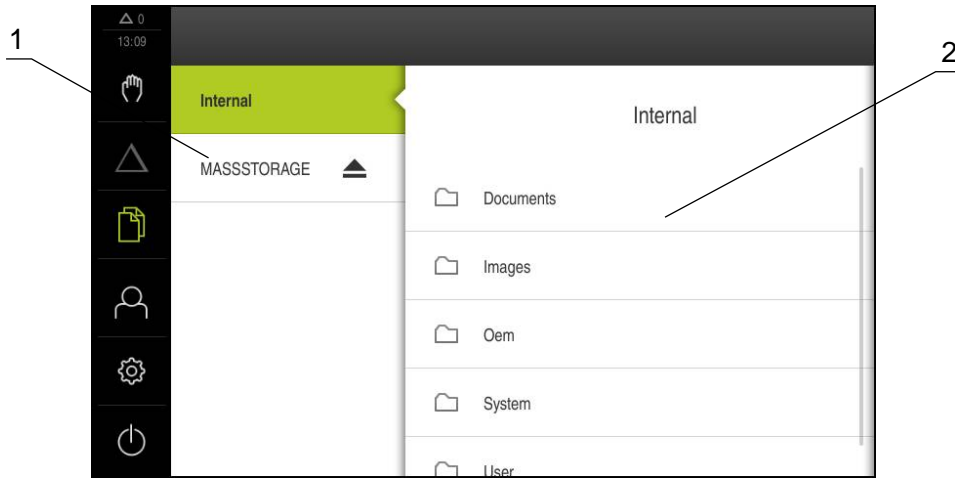 0
13:09
1
2
Internal
MASSSTORAGE
Internal
Documents
Images
Oem
System
User